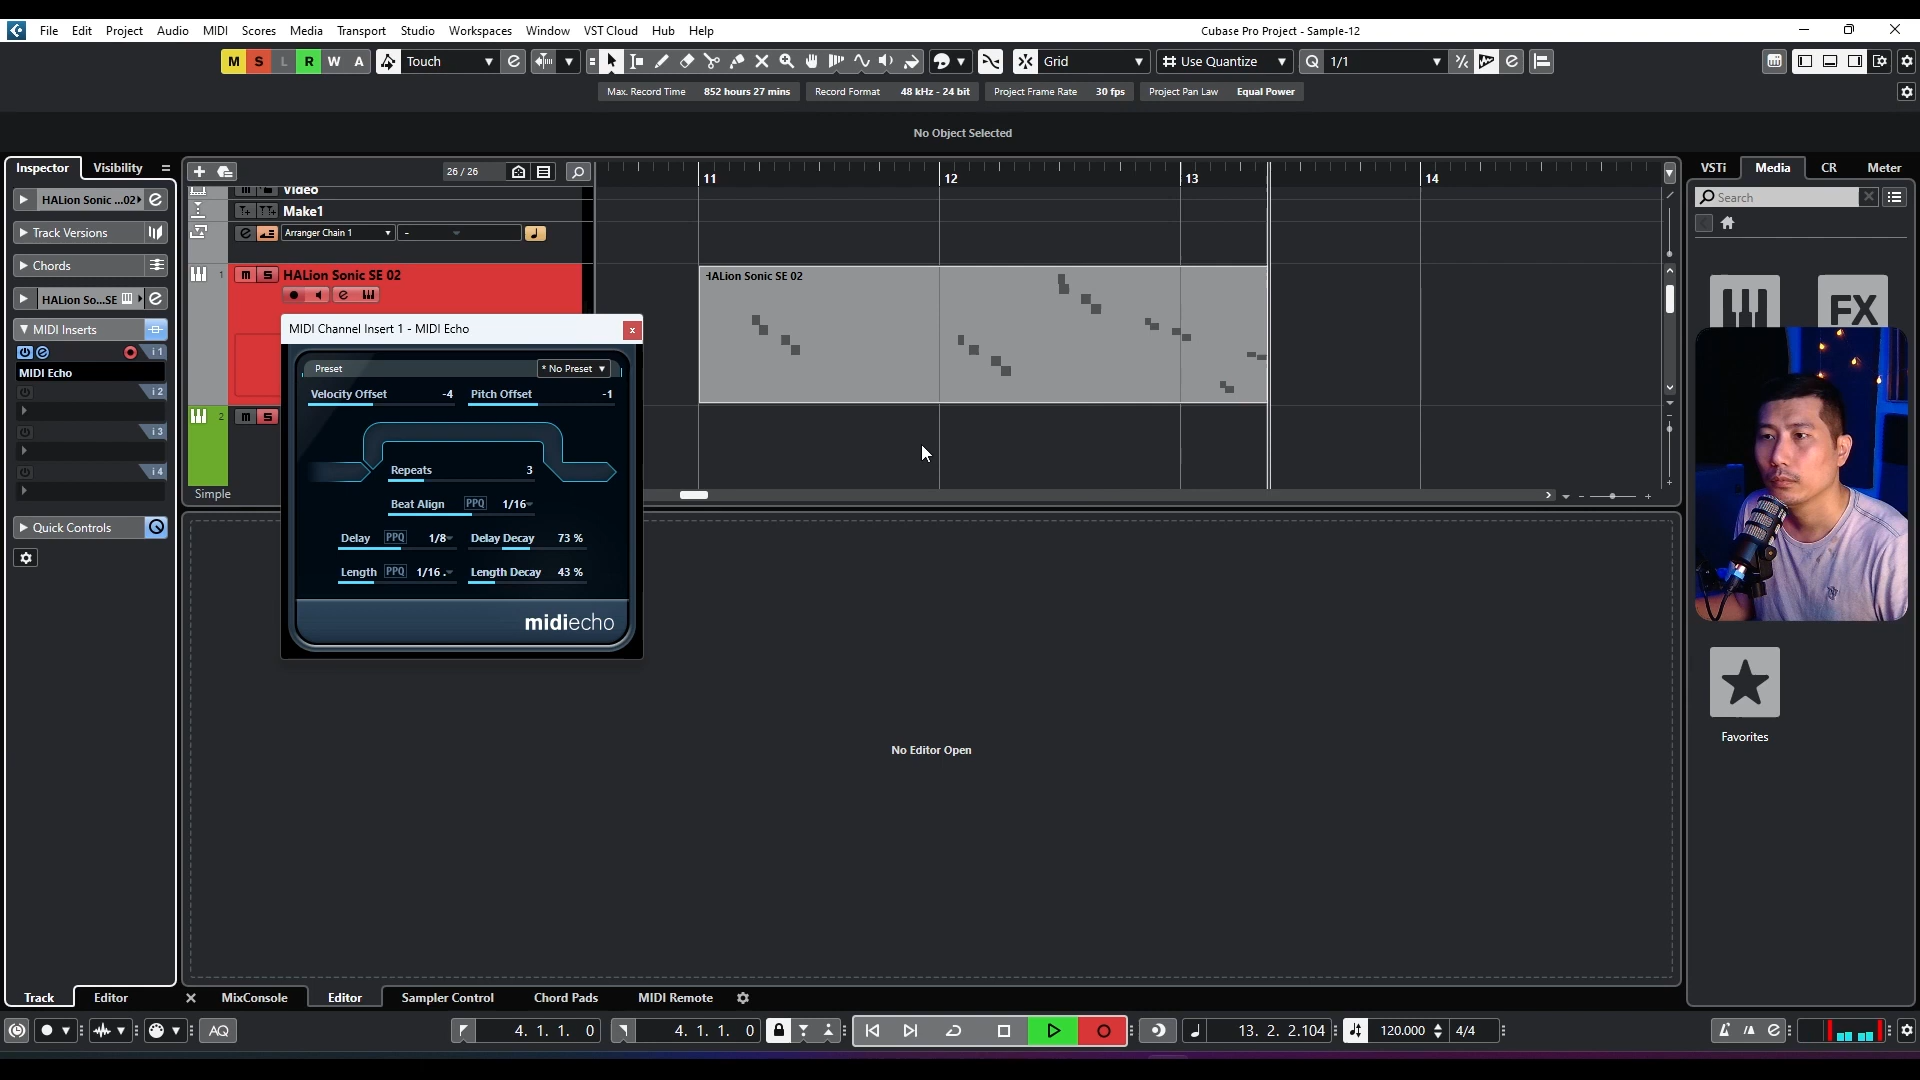 File Edit Project Audio MIDI Scores Media Transport Studio Workspaces Window VST Cloud Hub Help
Cubase Pro Project - Sample-12
M S L R W A Touch Grid Use Quantize 1/1
Max. Record Time 852 hours 27 mins Record Format 48 kHz - 24 bit Project Frame Rate 30 fps Project Pan Law Equal Power
No Object Selected
Inspector Visibility
HALion Sonic ...02
Track Versions
Chords
HALion So...SE
MIDI Inserts
i1
MIDI Echo
i2
i3
i4
Quick Controls
26 / 26
Video
Make1
Arranger Chain 1 -
1 m S HALion Sonic SE 02
2 m S
Simple
11 12 13 14
HALion Sonic SE 02
MIDI Channel Insert 1 - MIDI Echo
Preset * No Preset
Velocity Offset -4 Pitch Offset -1
Repeats 3
Beat Align PPQ 1/16
Delay PPQ 1/8 Delay Decay 73 %
Length PPQ 1/16 . Length Decay 43 %
midiecho
No Editor Open
VSTi Media CR Meter
Search
FX
Favorites
Track Editor
MixConsole Editor Sampler Control Chord Pads MIDI Remote
AQ
4. 1. 1. 0
4. 1. 1. 0
13. 2. 2.104
120.000 4/4